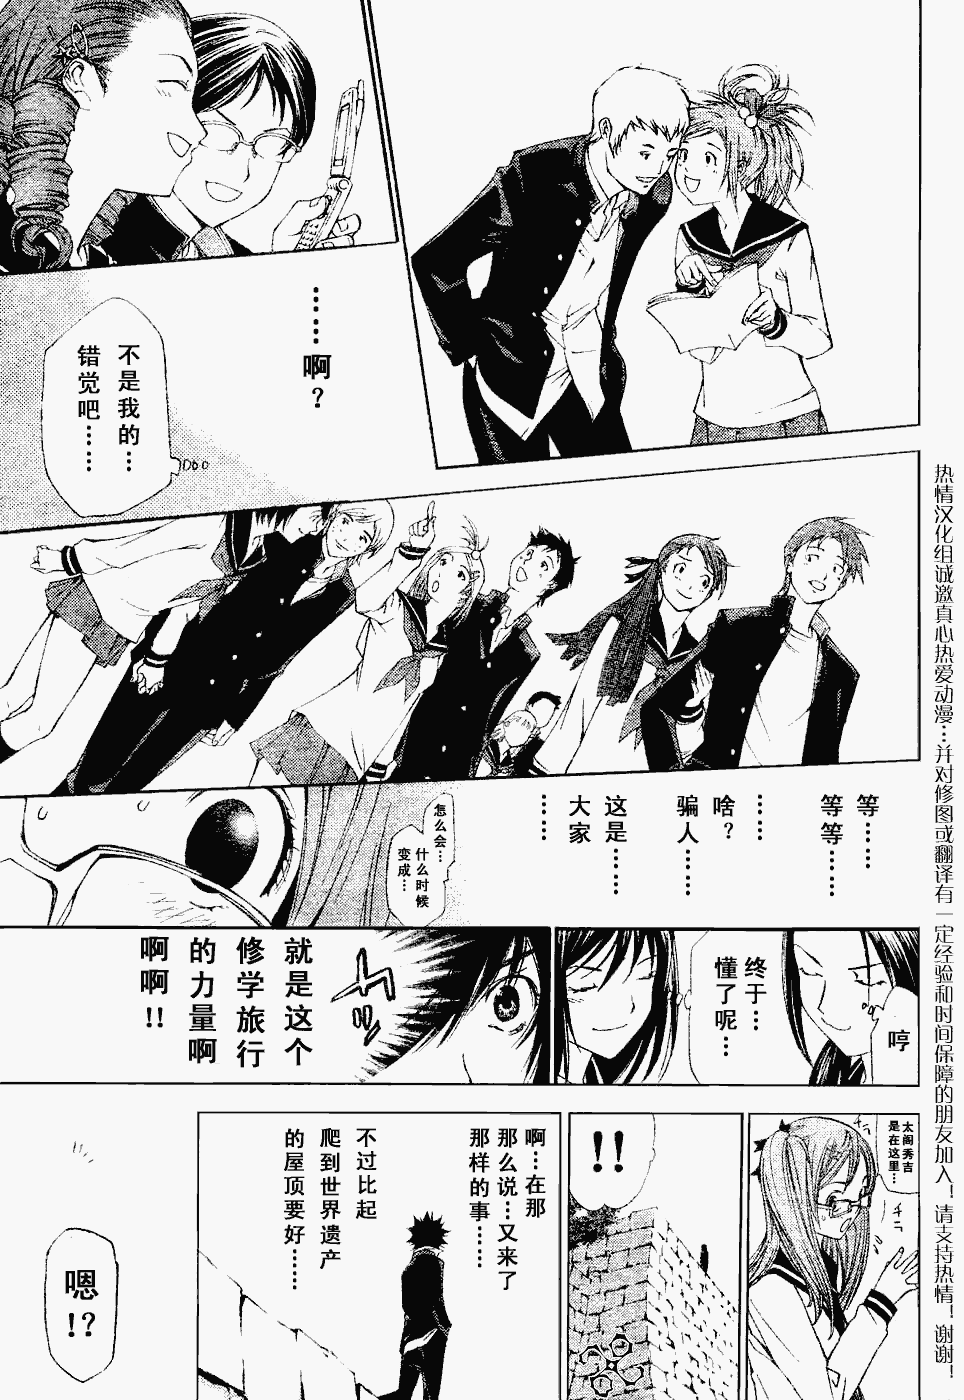 ……啊？
不是我的…
错觉吧……
等……
等等…
……
啥？
骗人…
这是……
大家
……
怎么会…
什么时候
变成…
哼
终于…
懂了呢…
就是这个
修学旅行
的力量啊
啊啊!!
太阁秀吉
是在这里…
!!
啊…在那
那么说…又来了
那样的事……
不过比起
爬到世界遗产
的屋顶要好……
嗯!?
热情汉化组诚邀真心热爱动漫…并对修图或翻译有一定经验和时间保障的朋友加入！请支持热情！谢谢！